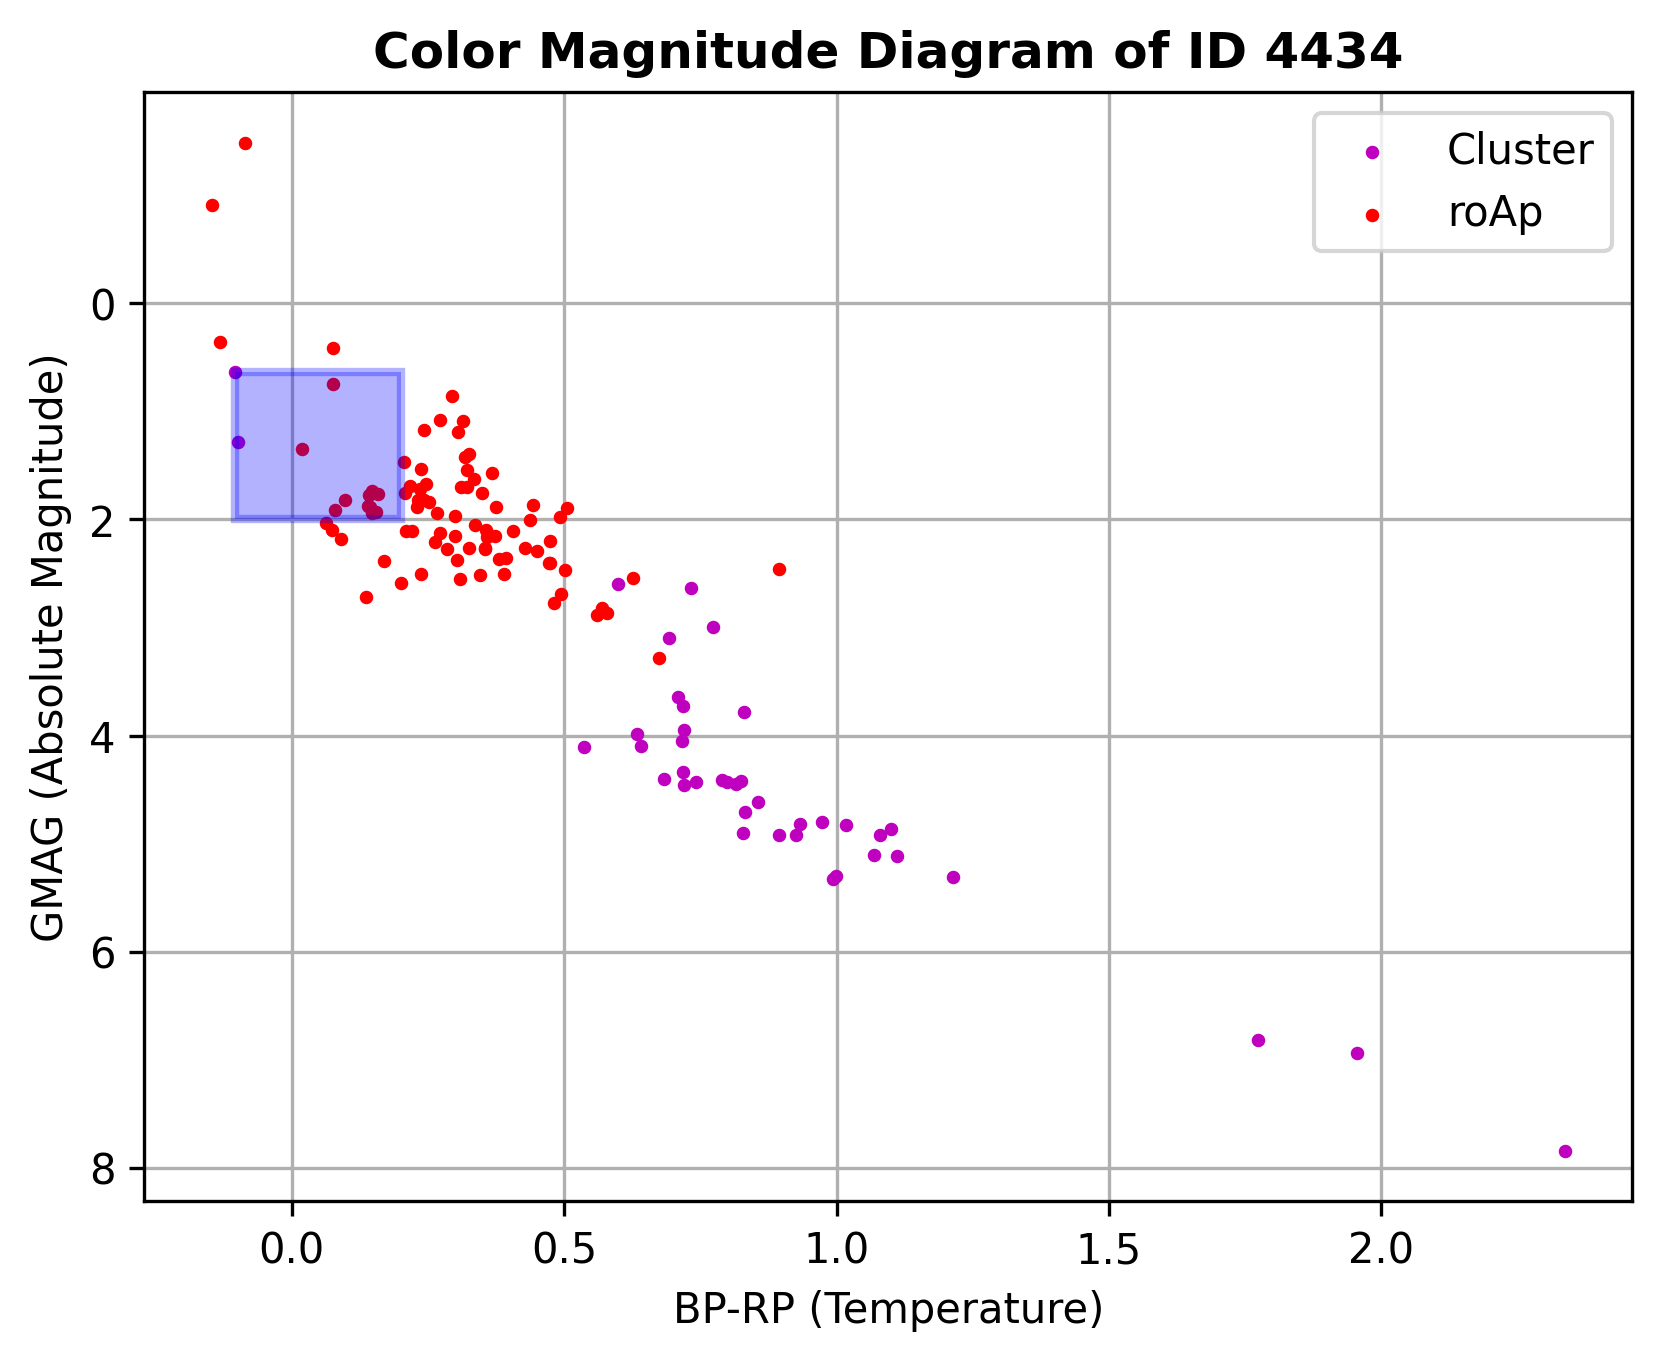 Color Magnitude Diagram of ID 4434
Cluster
roAp
GMAG (Absolute Magnitude)
0
2
4
6
8
0.0 0.5 1.0 1.5 2.0
BP-RP (Temperature)